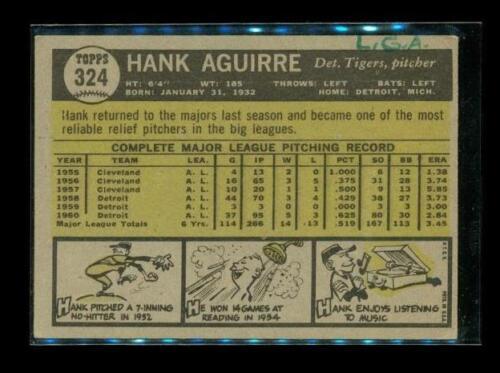 L.G.A.
TOPPS
324
HANK AGUIRRE Det. Tigers, pitcher
HT: 6'4" WT: 185 THROWS: LEFT BATS: LEFT
BORN: JANUARY 31, 1932 HOME: DETROIT, MICH.
Hank returned to the majors last season and became one of the most
reliable relief pitchers in the big leagues.
COMPLETE MAJOR LEAGUE PITCHING RECORD
YEAR TEAM LEA. G IP W L PCT SO BB ERA
1955 Cleveland A. L. 4 13 2 0 1.000 6 12 1.38
1956 Cleveland A. L. 16 65 3 5 .375 31 28 3.74
1957 Cleveland A. L. 10 20 1 1 .500 9 13 5.85
1958 Detroit A. L. 44 70 3 4 .429 38 27 3.73
1959 Detroit A. L. 3 3 0 0 .000 3 3 3.00
1960 Detroit A. L. 37 95 5 3 .625 80 30 2.84
Major League Totals 6 Yrs. 114 266 14 13 .519 167 113 3.45
HANK PITCHED A 7-INNING
NO-HITTER IN 1952
HE WON 14 GAMES AT
READING IN 1954
HANK ENJOYS LISTENING
TO MUSIC